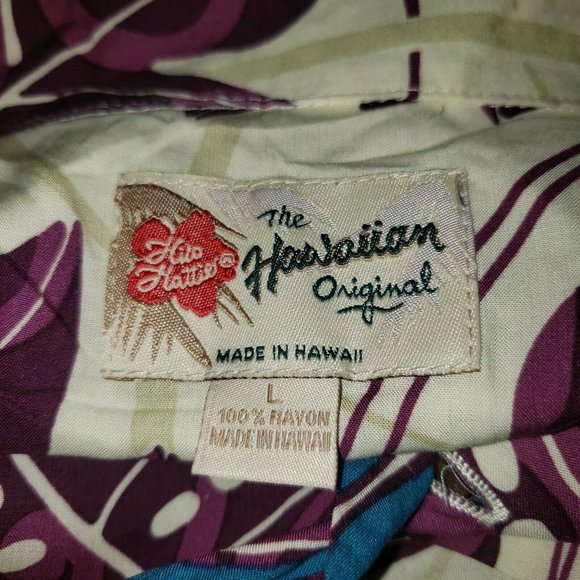 Hilo
Hattie®
The
Hawaiian
Original
MADE IN HAWAII
L
100% RAYON
MADE IN HAWAII